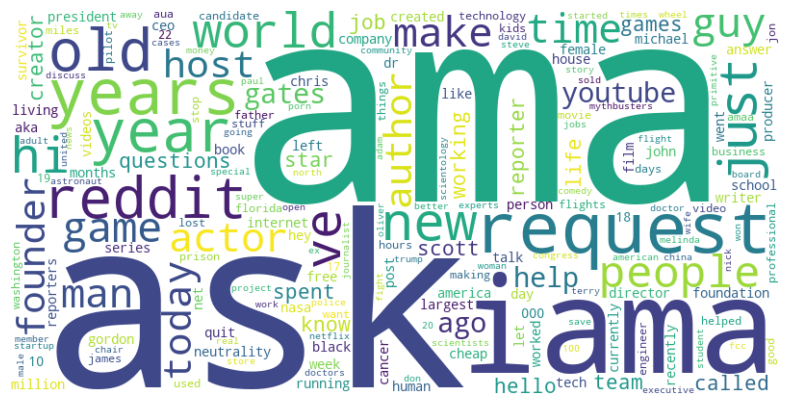 ama
ask
iama
request
years
year
old
world
reddit
new
people
just
time
guy
make
host
hi
gates
author
youtube
founder
game
actor
man
ve
today
ago
help
know
spent
scott
hello
team
called
president
miles
survivor
creator
living
aka
videos
adult
astronaut
months
19
united
news
kids
candidate
22
cases
pilot
tv
away
aua
ceo
money
discuss
porn
paul
stop
going
father
stuff
questions
book
special
north
chris
dr
things
left
star
adam
like
scientology
working
job
company
community
created
technology
david
steve
games
michael
female
house
story
sold
mythbusters
movie
jobs
life
film
flight
days
john
started
times
wheel
answer
jon
primitive
amaa
producer
went
business
board
school
writer
reporter
person
18
doctor
video
wife
won
professional
american
china
melinda
nick
congress
woman
making
talk
post
trump
hours
oliver
better
experts
journalist
super
florida
open
internet
lost
hey
series
ex
prison
free
net
nasa
project
police
fight
want
america
largest
day
director
foundation
terry
000
let
worked
currently
recently
helped
save
engineer
student
fcc
good
100
tech
executive
cheap
scientists
20
human
don
cancer
black
week
netflix
running
doctors
store
real
work
neutrality
quit
gordon
james
chair
used
million
10
startup
member
male
reporters
washington
flights
comedy